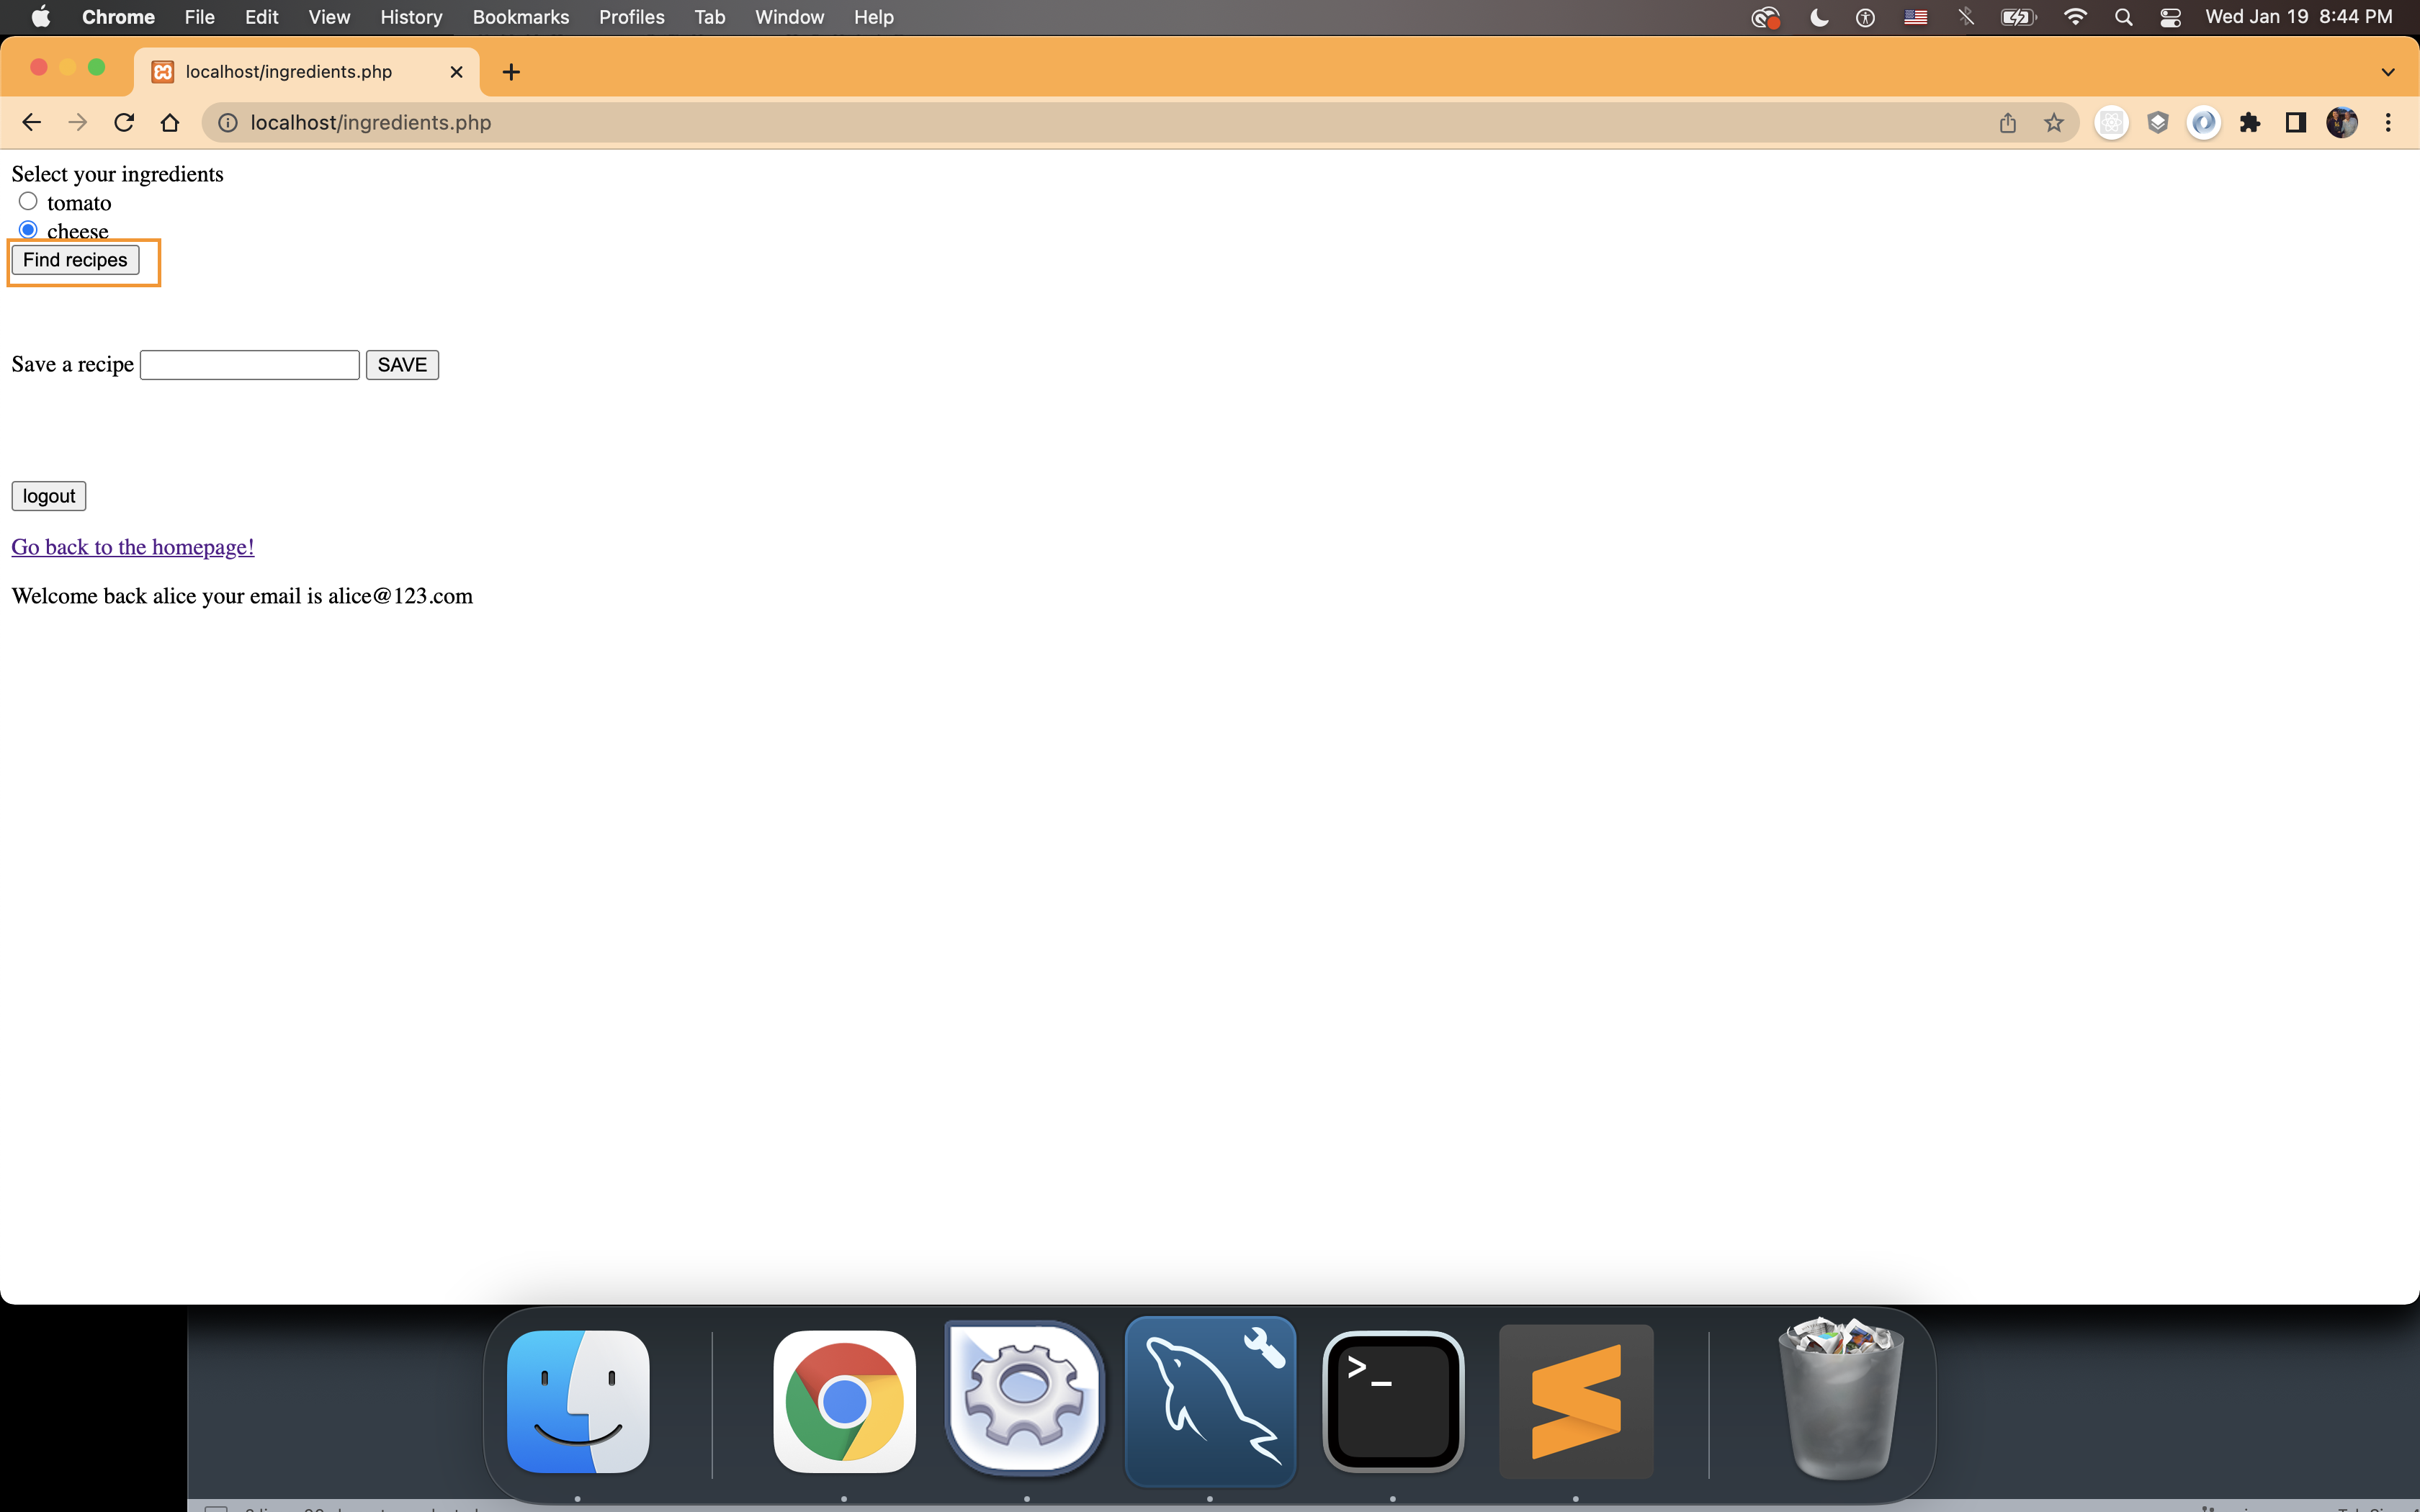 Chrome File Edit View History Bookmarks Profiles Tab Window Help Wed Jan 19 8:44 PM
localhost/ingredients.php
localhost/ingredients.php
Select your ingredients
tomato
cheese
Find recipes
Save a recipe SAVE
logout
Go back to the homepage!
Welcome back alice your email is alice@123.com